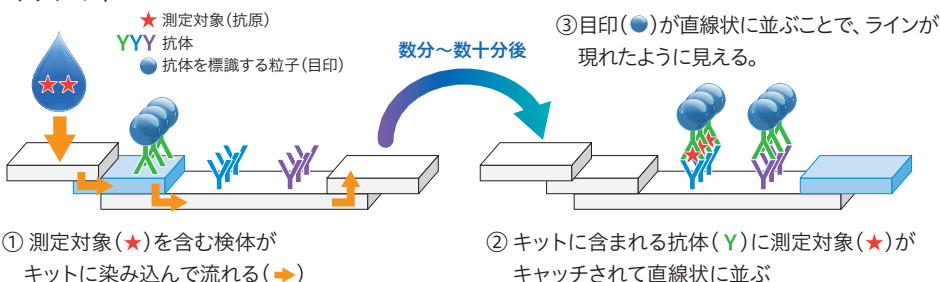 ★ 測定対象(抗原)
YYY 抗体
抗体を標識する粒子(目印)
数分〜数十分後
③目印(●)が直線状に並ぶことで、ラインが
現れたように見える。
① 測定対象(★)を含む検体が
キットに染み込んで流れる(➡)
② キットに含まれる抗体(Y)に測定対象(★)が
キャッチされて直線状に並ぶ